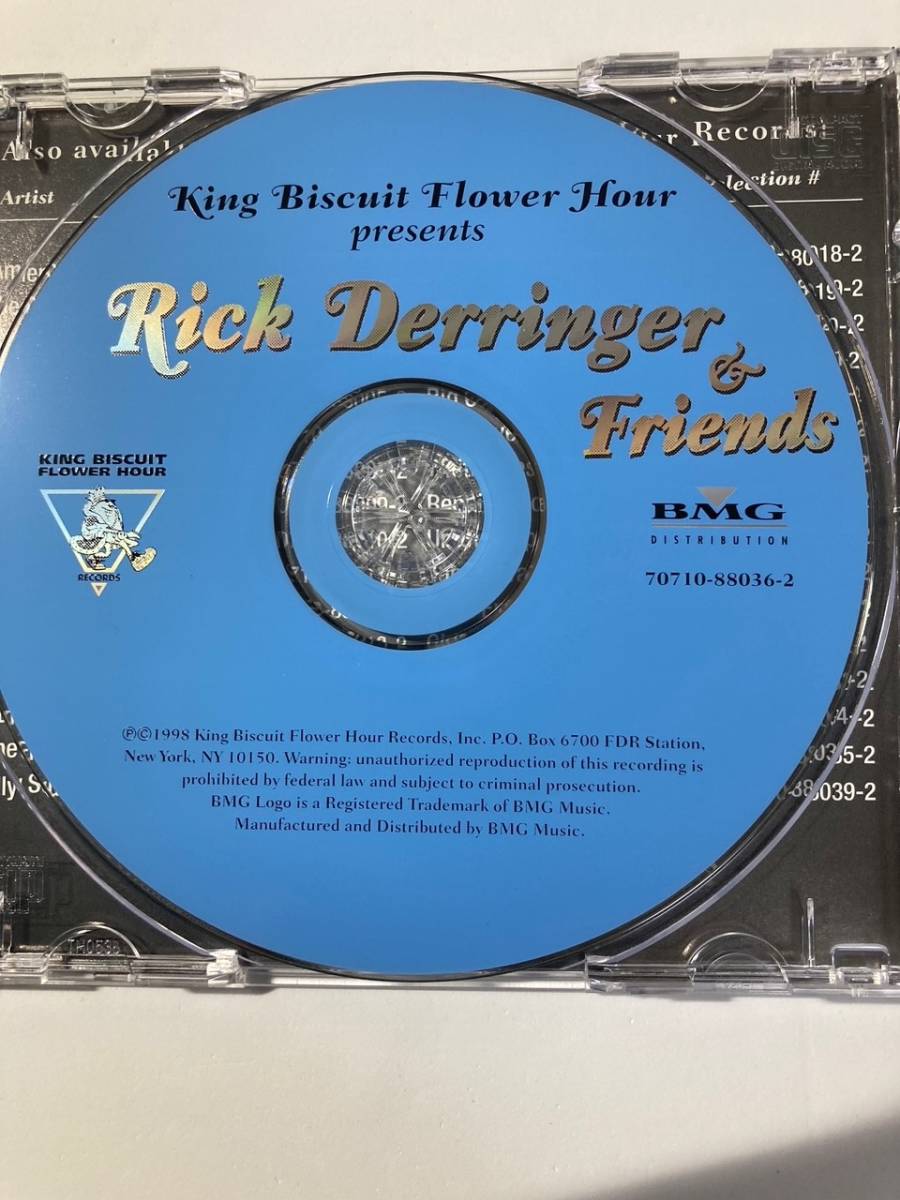 Also
Records:
Artist
#
King Biscuit Flower Hour
presents
Rick Derringer
&
Friends
KING BISCUIT
FLOWER HOUR
RECORDS
BMG
DISTRIBUTION
70710-88036-2
℗©1998 King Biscuit Flower Hour Records, Inc. P.O. Box 6700 FDR Station,
New York, NY 10150. Warning: unauthorized reproduction of this recording is
prohibited by federal law and subject to criminal prosecution.
BMG Logo is a Registered Trademark of BMG Music.
Manufactured and Distributed by BMG Music.